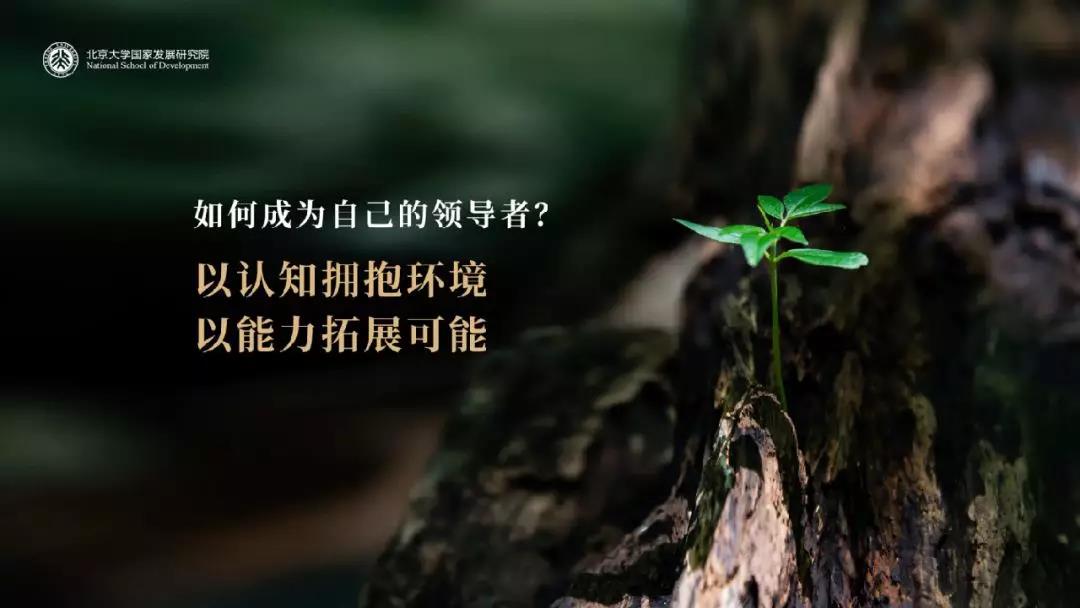 北京大学国家发展研究院
National School of Development
如何成为自己的领导者？
以认知拥抱环境
以能力拓展可能